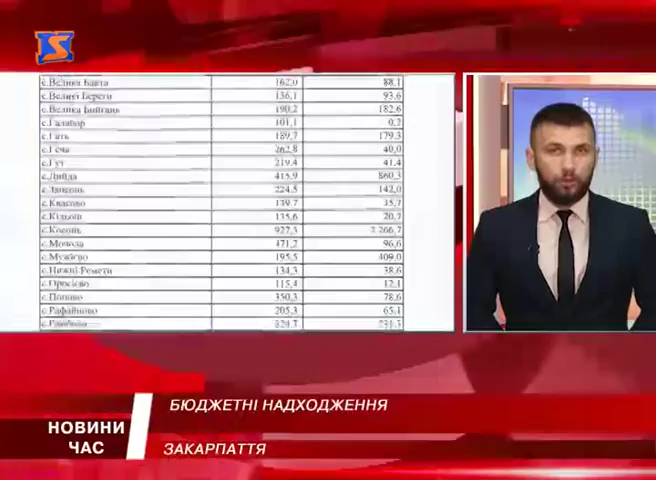 с.Велика Бакта 162,0 88,1
с.Великі Береги 136,1 93,6
с.Велика Бийгань 190,2 182,6
с.Галабор 101,1 0,2
с.Гать 189,7 179,3
с.Геча 262,8 40,0
с.Гут 219,4 41,4
с.Дийда 415,9 860,3
с.Запсонь 224,5 142,0
с.Квасово 139,7 35,7
с.Кідьош 135,6 20,7
с.Косонь 927,3 2 266,7
с.Мочола 471,2 96,6
с.Мужієво 195,5 409,0
с.Нижні Ремети 134,3 38,6
с.Оросієво 115,4 12,1
с.Попово 350,3 78,6
с.Рафайново 205,3 65,1
БЮДЖЕТНІ НАДХОДЖЕННЯ
НОВИНИ
ЧАС
ЗАКАРПАТТЯ